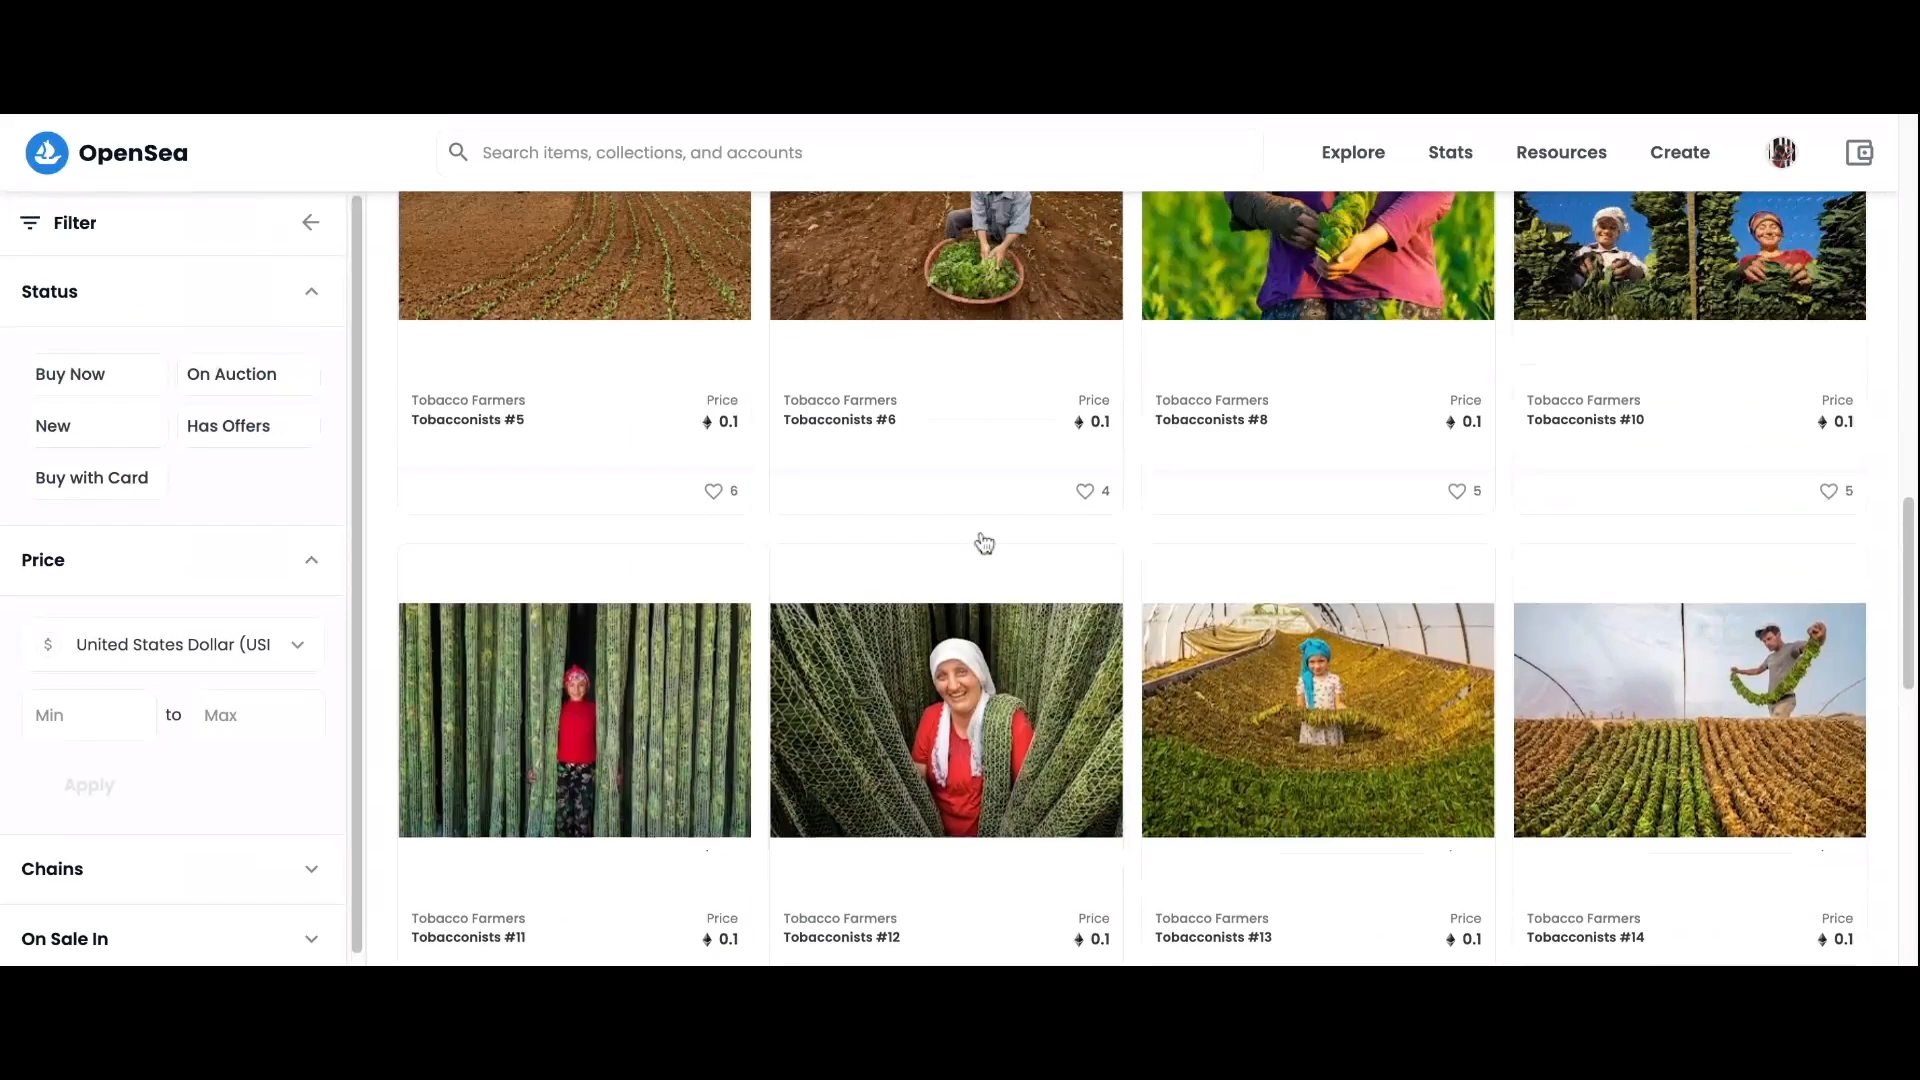 OpenSea
Search items, collections, and accounts
Explore
Stats
Resources
Create
Filter
Status
Buy Now
On Auction
New
Has Offers
Buy with Card
Price
$ United States Dollar (USI
Min to Max
Apply
Chains
On Sale In
Tobacco Farmers Price
Tobacconists #5 0.1
6
Tobacco Farmers Price
Tobacconists #6 0.1
4
Tobacco Farmers Price
Tobacconists #8 0.1
5
Tobacco Farmers Price
Tobacconists #10 0.1
5
Tobacco Farmers Price
Tobacconists #11 0.1
Tobacco Farmers Price
Tobacconists #12 0.1
Tobacco Farmers Price
Tobacconists #13 0.1
Tobacco Farmers Price
Tobacconists #14 0.1